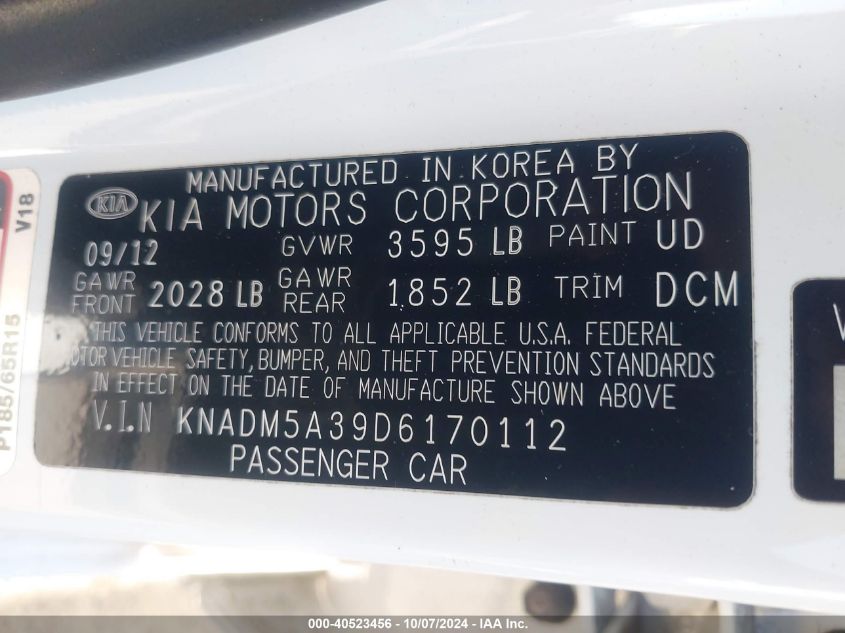 MANUFACTURED IN KOREA BY
KIA KIA MOTORS CORPORATION
09/12 GVWR 3595 LB PAINT UD
GAWR FRONT 2028 LB GAWR REAR 1852 LB TRIM DCM
THIS VEHICLE CONFORMS TO ALL APPLICABLE U.S.A. FEDERAL
MOTOR VEHICLE SAFETY, BUMPER, AND THEFT PREVENTION STANDARDS
IN EFFECT ON THE DATE OF MANUFACTURE SHOWN ABOVE
V.I.N KNADM5A39D6170112
PASSENGER CAR
P185/65R15
V18
V
000-40523456 - 10/07/2024 - IAA Inc.